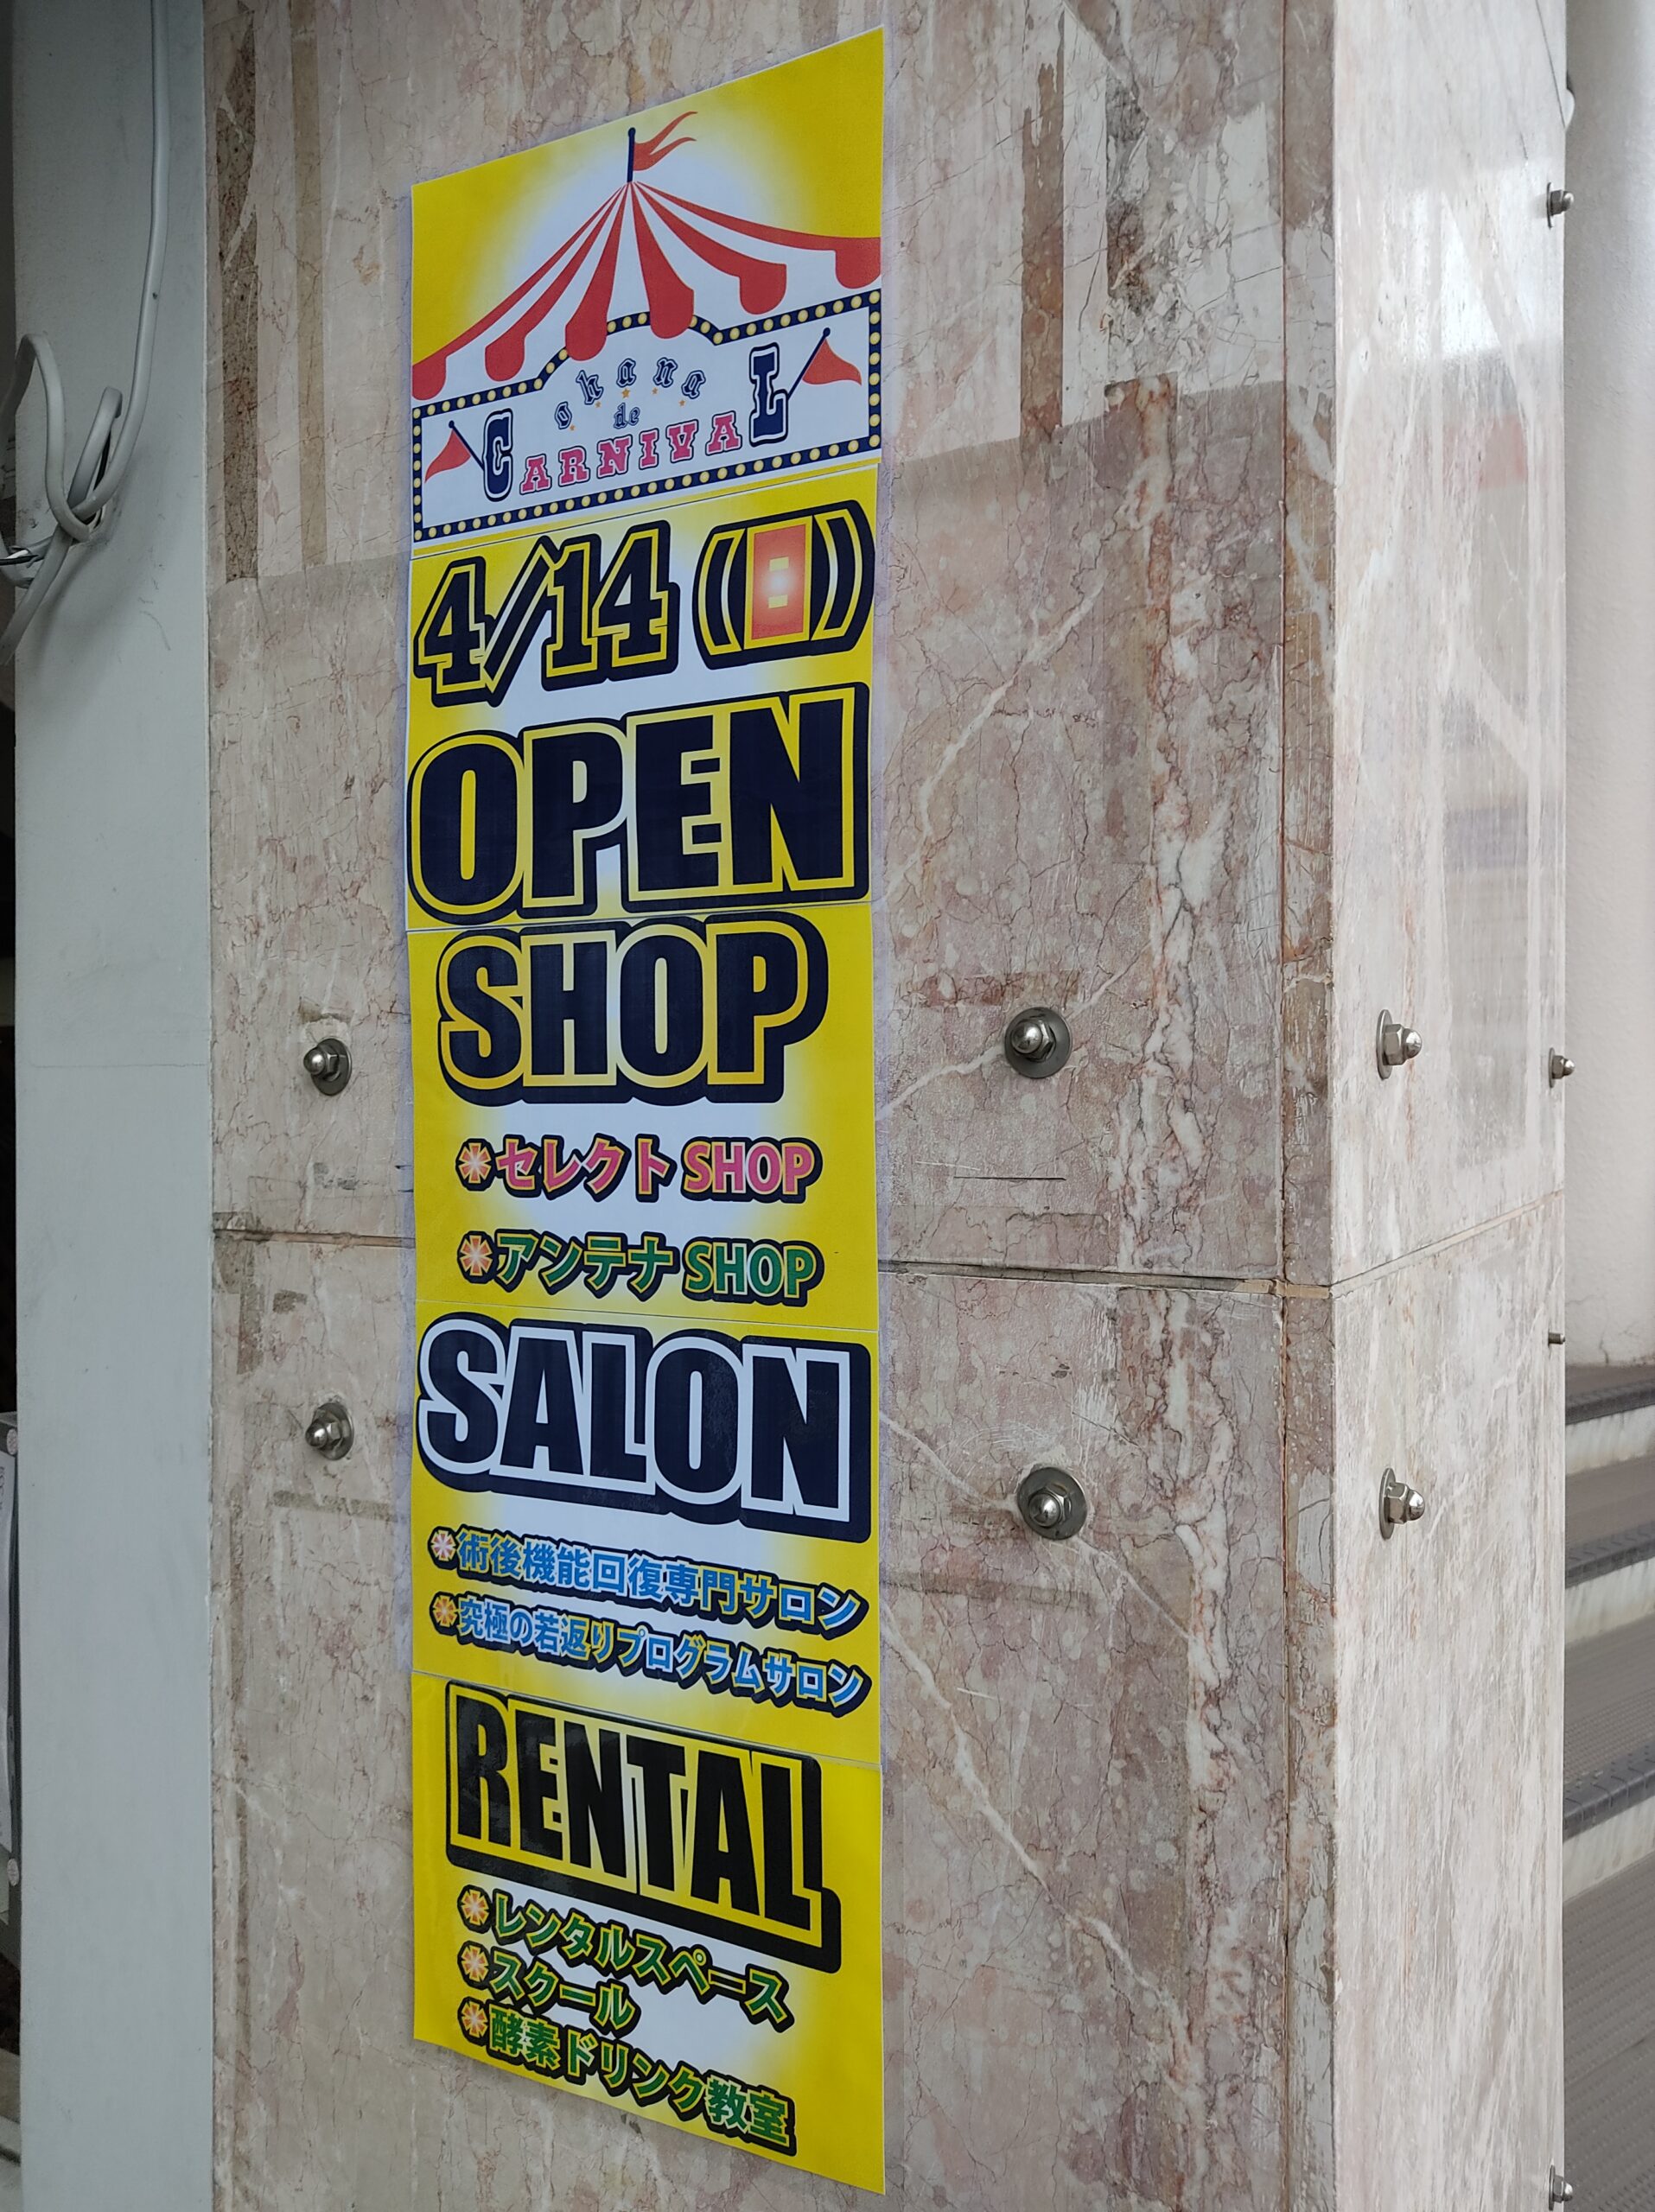 ohana
de
CARNIVAL
4/14(日)
OPEN
SHOP
セレクトSHOP
アンテナSHOP
SALON
術後機能回復専門サロン
究極の若返りプログラムサロン
RENTAL
レンタルスペース
スクール
酵素ドリンク教室